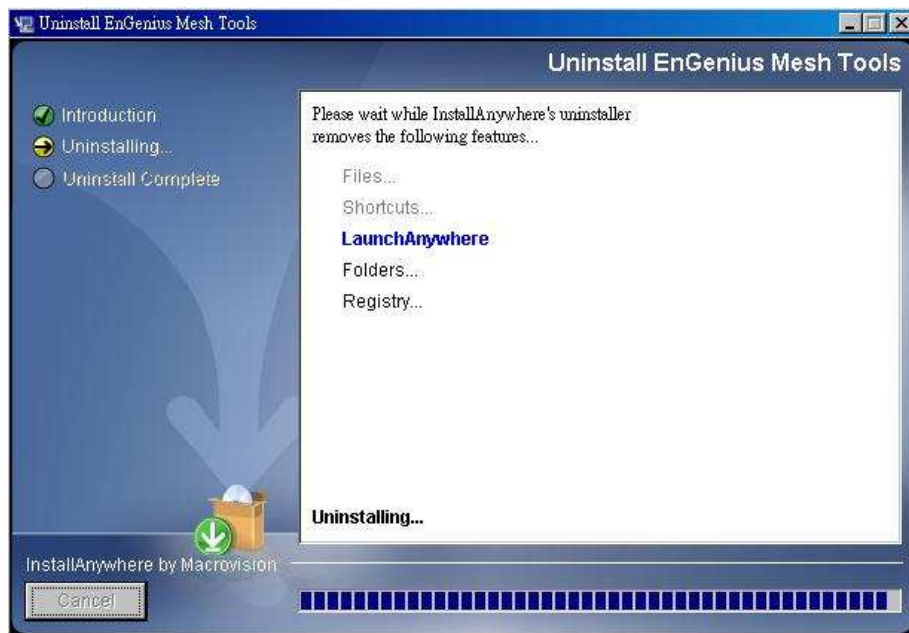 Uninstall EnGenius Mesh Tools
Uninstall EnGenius Mesh Tools
Introduction
Uninstalling...
Uninstall Complete
Please wait while InstallAnywhere's uninstaller
removes the following features...
Files...
Shortcuts...
LaunchAnywhere
Folders...
Registry...
Uninstalling...
InstallAnywhere by Macrovision
Cancel